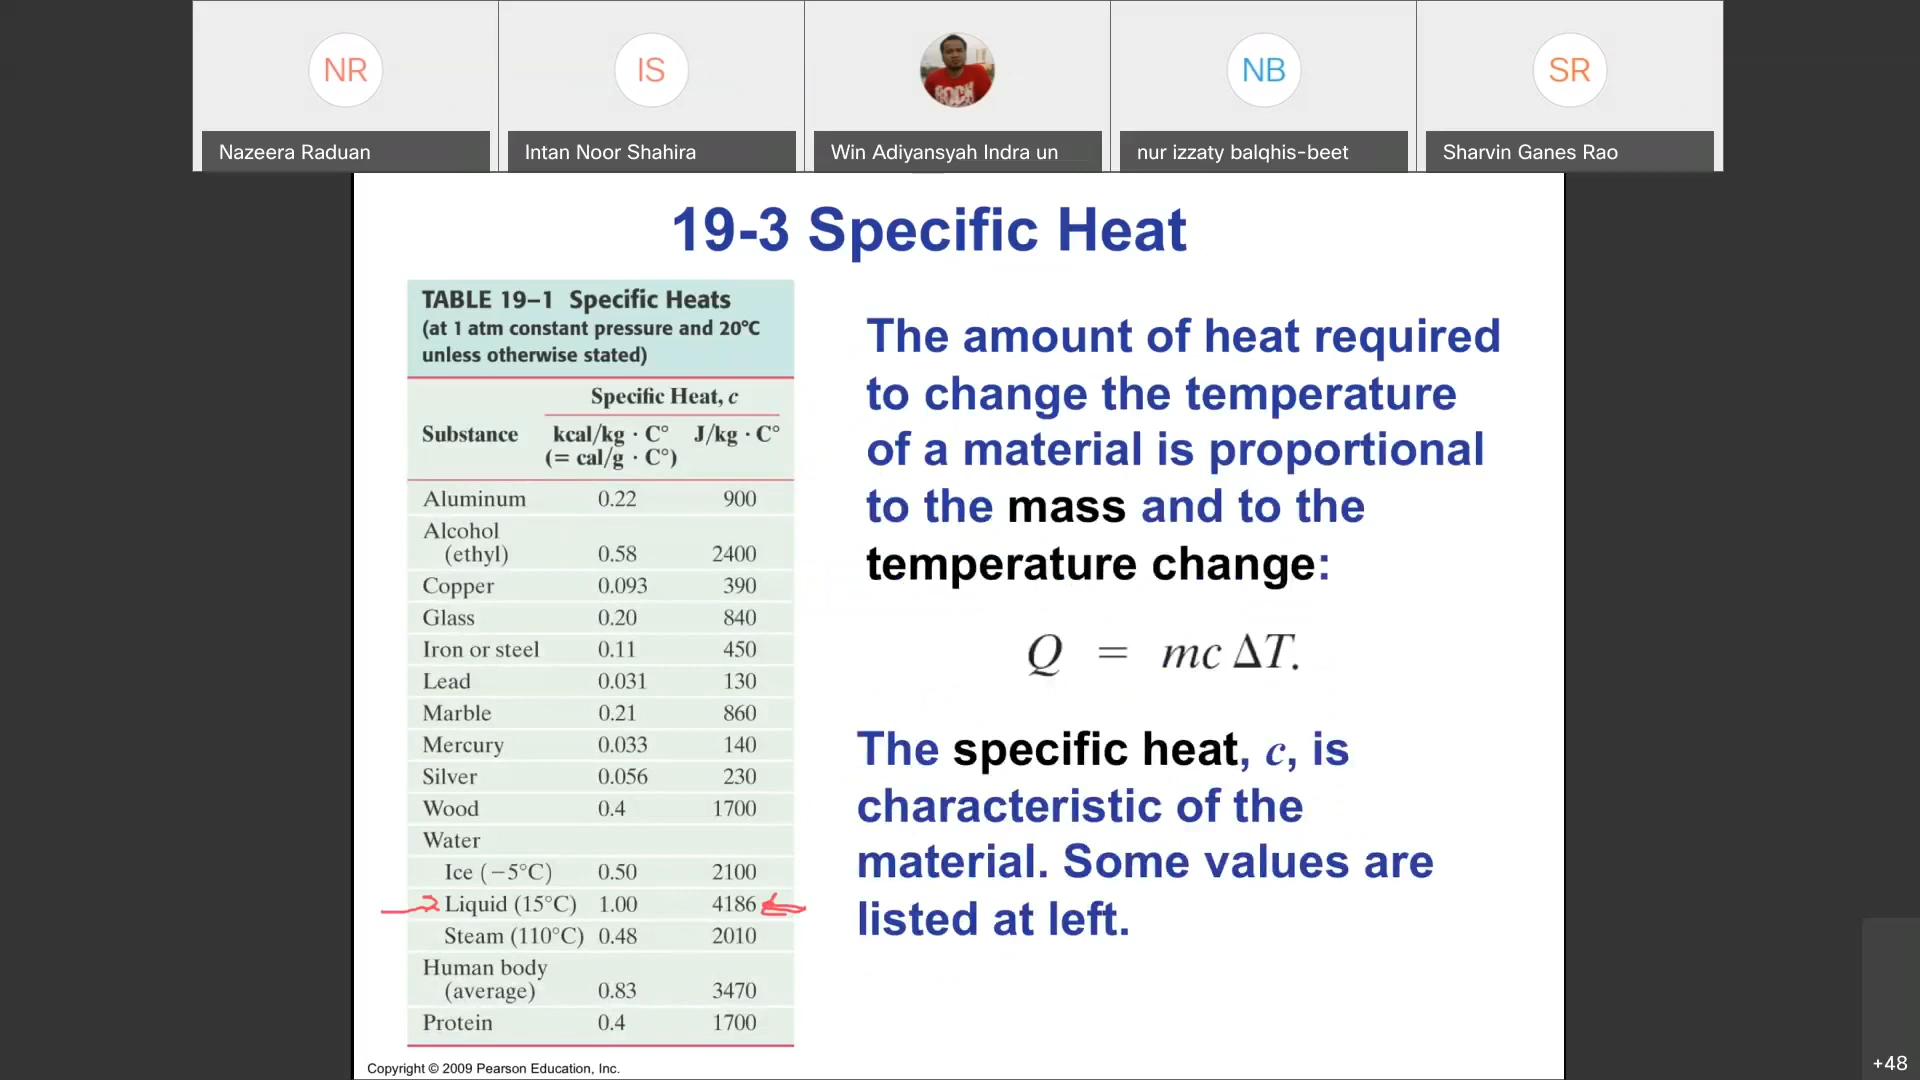 NR
IS
NB
SR
Nazeera Raduan
Intan Noor Shahira
Win Adiyansyah Indra un
nur izzaty balqhis-beet
Sharvin Ganes Rao
ROCK
19-3 Specific Heat
TABLE 19–1 Specific Heats
(at 1 atm constant pressure and 20°C
unless otherwise stated)
Specific Heat, c
Substance kcal/kg · C° J/kg · C°
(= cal/g · C°)
Aluminum 0.22 900
Alcohol
(ethyl) 0.58 2400
Copper 0.093 390
Glass 0.20 840
Iron or steel 0.11 450
Lead 0.031 130
Marble 0.21 860
Mercury 0.033 140
Silver 0.056 230
Wood 0.4 1700
Water
Ice (−5°C) 0.50 2100
Liquid (15°C) 1.00 4186
Steam (110°C) 0.48 2010
Human body
(average) 0.83 3470
Protein 0.4 1700
The amount of heat required
to change the temperature
of a material is proportional
to the mass and to the
temperature change:
Q = mc ΔT.
The specific heat, c, is
characteristic of the
material. Some values are
listed at left.
Copyright © 2009 Pearson Education, Inc.
+48